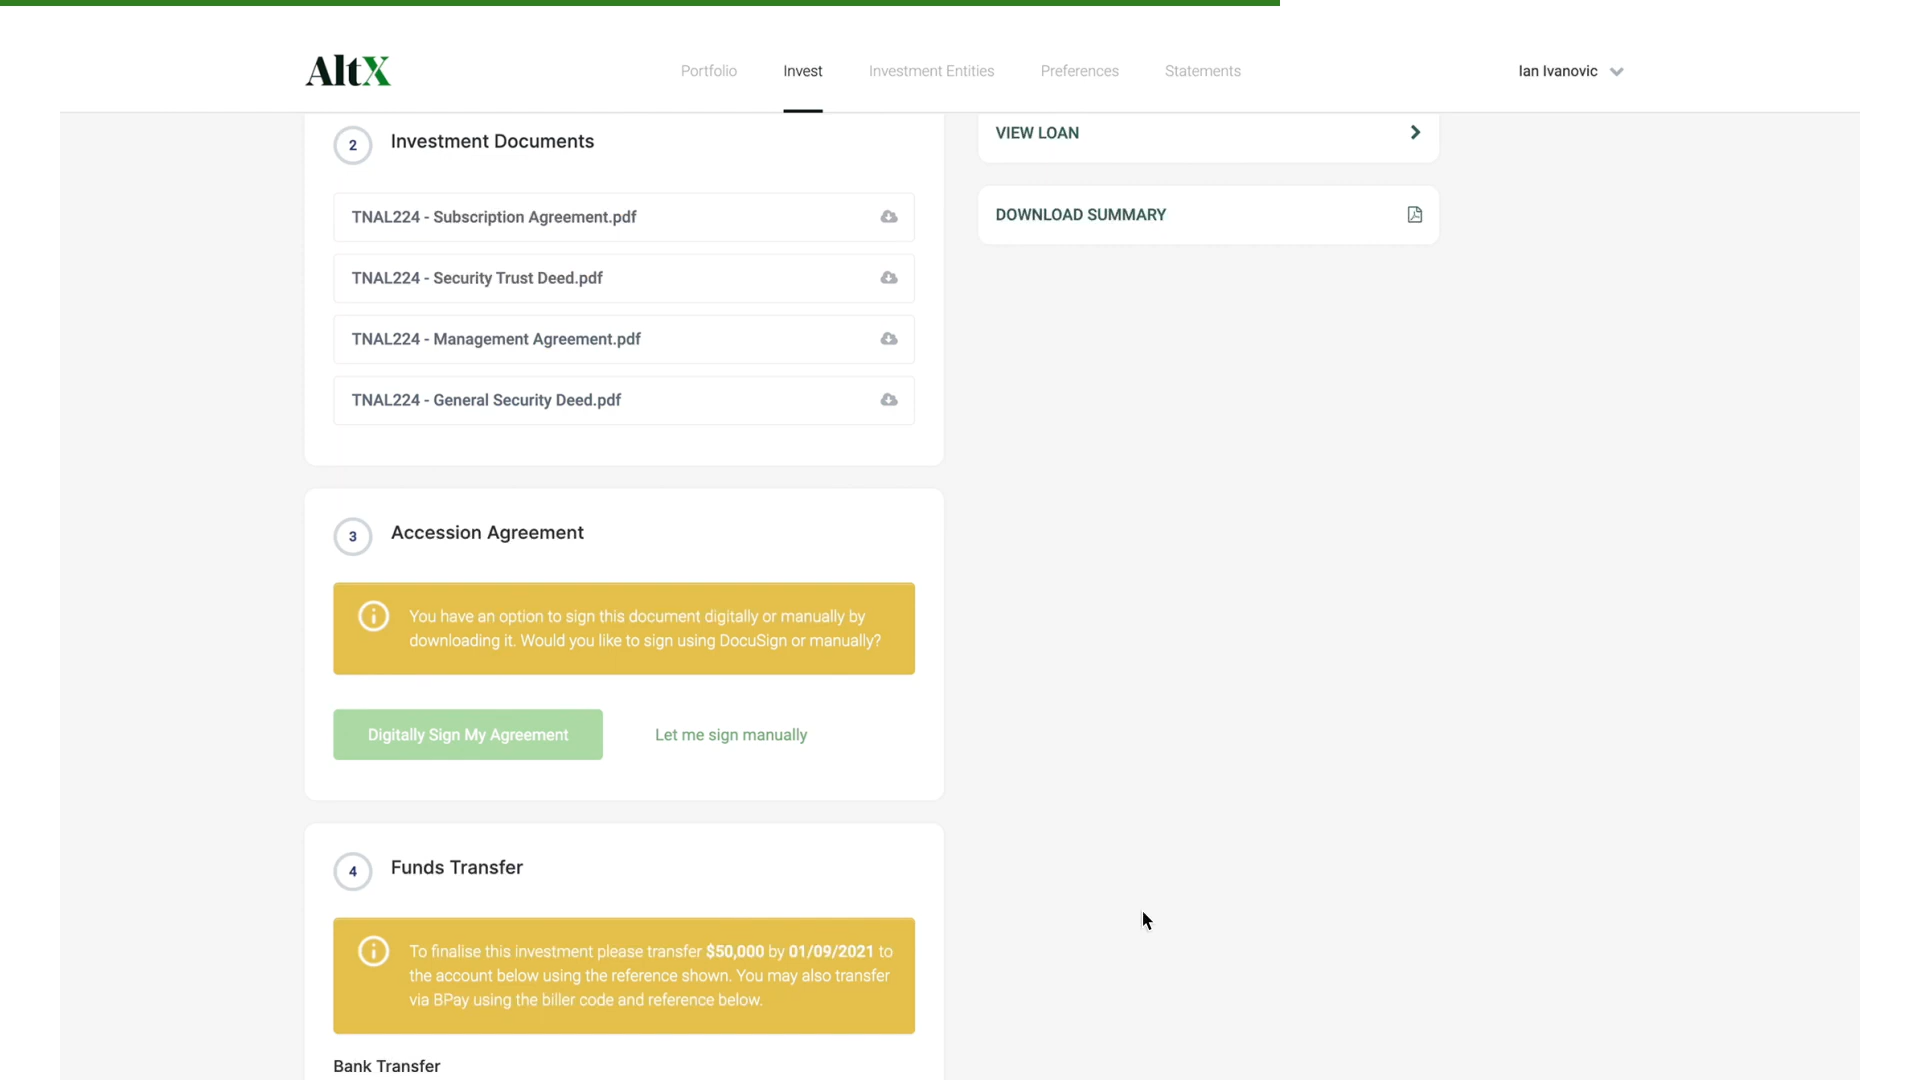 AltX
Portfolio
Invest
Investment Entities
Preferences
Statements
Ian Ivanovic
2
Investment Documents
TNAL224 - Subscription Agreement.pdf
TNAL224 - Security Trust Deed.pdf
TNAL224 - Management Agreement.pdf
TNAL224 - General Security Deed.pdf
VIEW LOAN
DOWNLOAD SUMMARY
3
Accession Agreement
You have an option to sign this document digitally or manually by
downloading it. Would you like to sign using DocuSign or manually?
Digitally Sign My Agreement
Let me sign manually
4
Funds Transfer
To finalise this investment please transfer $50,000 by 01/09/2021 to
the account below using the reference shown. You may also transfer
via BPay using the biller code and reference below.
Bank Transfer